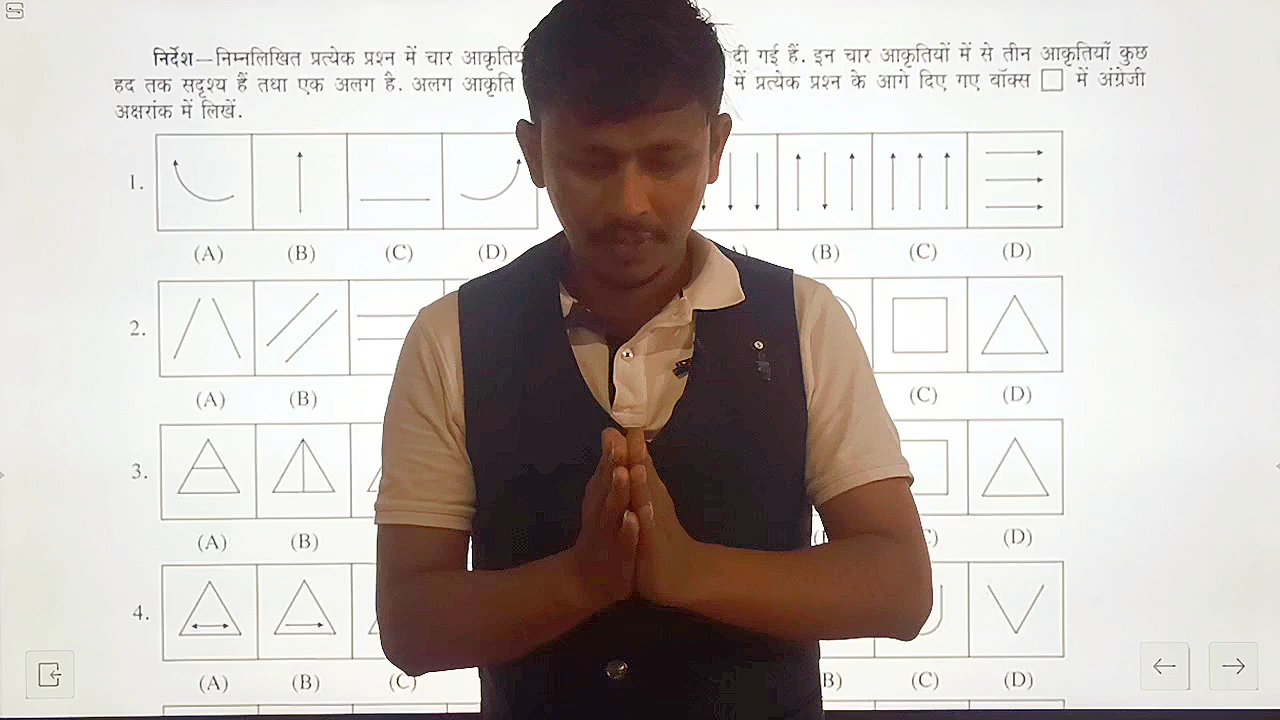 निर्देश—निम्नलिखित प्रत्येक प्रश्न में चार दी गई हैं. इन चार आकृतियों में से तीन आकृतियाँ कुछ
हद तक सदृश्य हैं तथा एक अलग है. अलग आकृति में प्रत्येक प्रश्न के आगे दिए गए बॉक्स में अंग्रेजी
अक्षरांक में लिखें.
1.
(A) (B) (C) (D) (B) (C) (D)
2.
(A) (B) (C) (D)
3.
(A) (B) (D)
4.
(A) (B) (C) (C) (D)